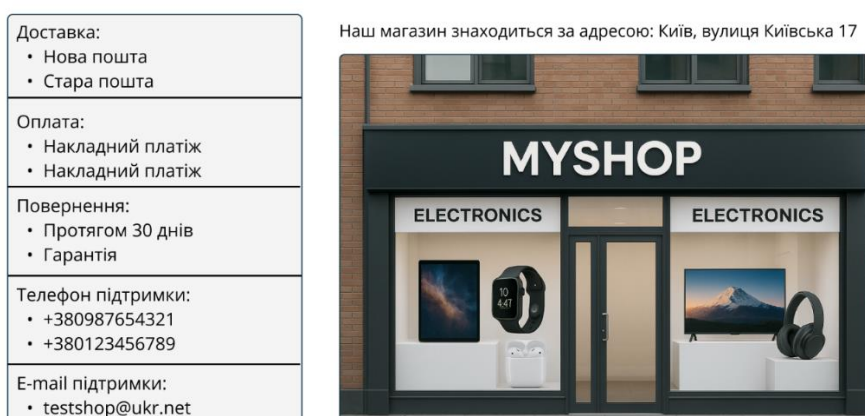 Доставка:
• Нова пошта
• Стара пошта
Оплата:
• Накладний платіж
• Накладний платіж
Повернення:
• Протягом 30 днів
• Гарантія
Телефон підтримки:
• +380987654321
• +380123456789
E-mail підтримки:
• testshop@ukr.net
Наш магазин знаходиться за адресою: Київ, вулиця Київська 17
MYSHOP
ELECTRONICS
ELECTRONICS
10
4.47